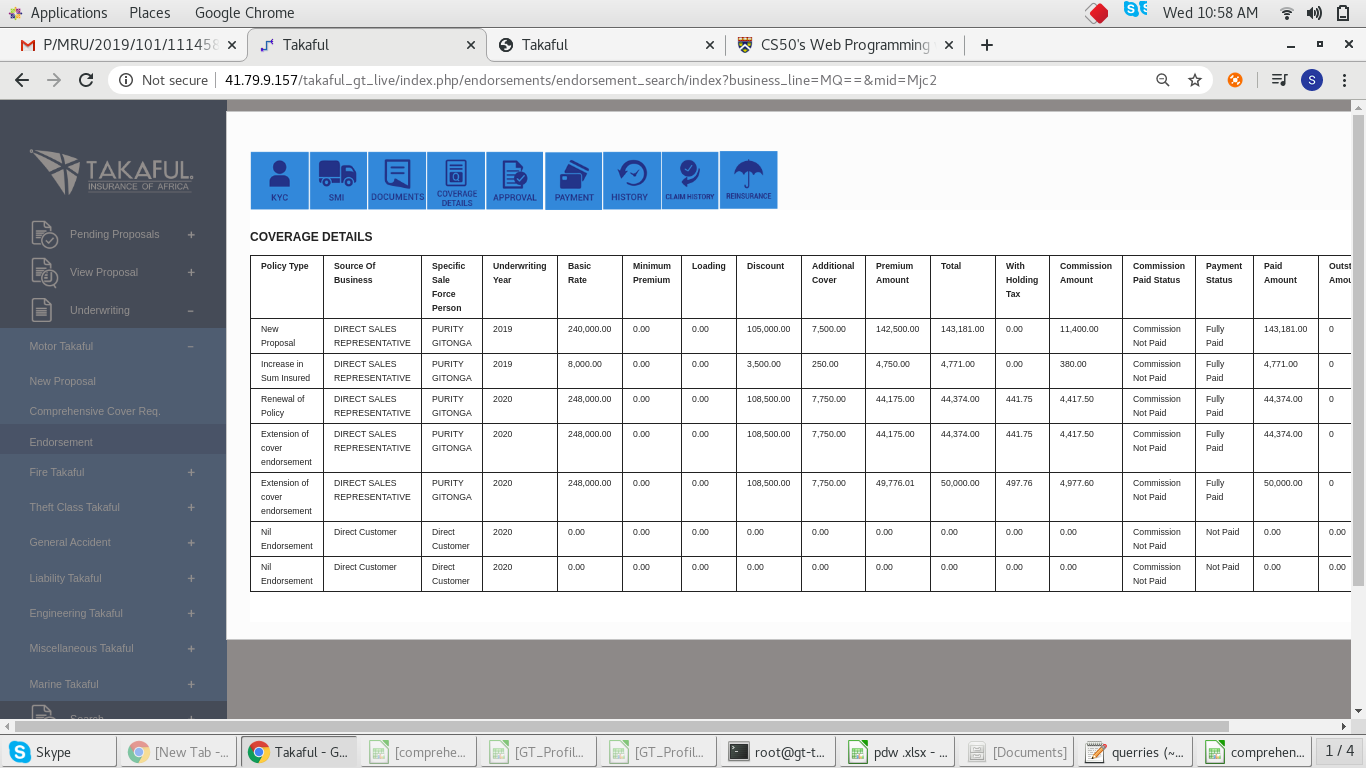 Applications Places Google Chrome Wed 10:58 AM
P/MRU/2019/101/111458 Takaful Takaful CS50's Web Programming
Not secure 41.79.9.157/takaful_gt_live/index.php/endorsements/endorsement_search/index?business_line=MQ==&mid=Mjc2 S
TAKAFUL.
INSURANCE OF AFRICA
Pending Proposals +
View Proposal +
Underwriting –
Motor Takaful –
New Proposal
Comprehensive Cover Req.
Endorsement
Fire Takaful +
Theft Class Takaful +
General Accident +
Liability Takaful +
Engineering Takaful +
Miscellaneous Takaful +
Marine Takaful +
Search +
KYC SMI DOCUMENTS COVERAGE DETAILS APPROVAL PAYMENT HISTORY CLAIM HISTORY REINSURANCE
COVERAGE DETAILS
Policy Type Source Of Business Specific Sale Force Person Underwriting Year Basic Rate Minimum Premium Loading Discount Additional Cover Premium Amount Total With Holding Tax Commission Amount Commission Paid Status Payment Status Paid Amount
New Proposal DIRECT SALES REPRESENTATIVE PURITY GITONGA 2019 240,000.00 0.00 0.00 105,000.00 7,500.00 142,500.00 143,181.00 0.00 11,400.00 Commission Not Paid Fully Paid 143,181.00 0
Increase in Sum Insured DIRECT SALES REPRESENTATIVE PURITY GITONGA 2019 8,000.00 0.00 0.00 3,500.00 250.00 4,750.00 4,771.00 0.00 380.00 Commission Not Paid Fully Paid 4,771.00 0
Renewal of Policy DIRECT SALES REPRESENTATIVE PURITY GITONGA 2020 248,000.00 0.00 0.00 108,500.00 7,750.00 44,175.00 44,374.00 441.75 4,417.50 Commission Not Paid Fully Paid 44,374.00 0
Extension of cover endorsement DIRECT SALES REPRESENTATIVE PURITY GITONGA 2020 248,000.00 0.00 0.00 108,500.00 7,750.00 44,175.00 44,374.00 441.75 4,417.50 Commission Not Paid Fully Paid 44,374.00 0
Extension of cover endorsement DIRECT SALES REPRESENTATIVE PURITY GITONGA 2020 248,000.00 0.00 0.00 108,500.00 7,750.00 49,776.01 50,000.00 497.76 4,977.60 Commission Not Paid Fully Paid 50,000.00 0
Nil Endorsement Direct Customer Direct Customer 2020 0.00 0.00 0.00 0.00 0.00 0.00 0.00 0.00 0.00 Commission Not Paid Not Paid 0.00 0.00
Nil Endorsement Direct Customer Direct Customer 2020 0.00 0.00 0.00 0.00 0.00 0.00 0.00 0.00 0.00 Commission Not Paid Not Paid 0.00 0.00
Skype [New Tab -... Takaful - G... [comprehe... [GT_Profil... [GT_Profil... root@gt-t... pdw .xlsx - ... [Documents] querries (~... comprehen... 1 / 4